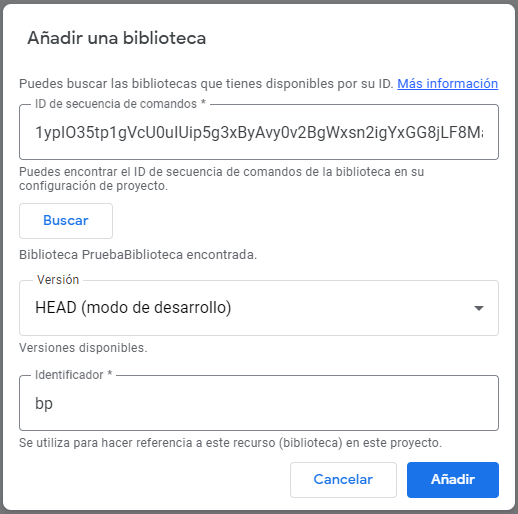 Añadir una biblioteca
Puedes buscar las bibliotecas que tienes disponibles por su ID. Más información
ID de secuencia de comandos *
Puedes encontrar el ID de secuencia de comandos de la biblioteca en su
configuración de proyecto.
Buscar
Biblioteca PruebaBiblioteca encontrada.
Versión
HEAD (modo de desarrollo)
Versiones disponibles.
Identificador *
bp
Se utiliza para hacer referencia a este recurso (biblioteca) en este proyecto.
Cancelar
Añadir